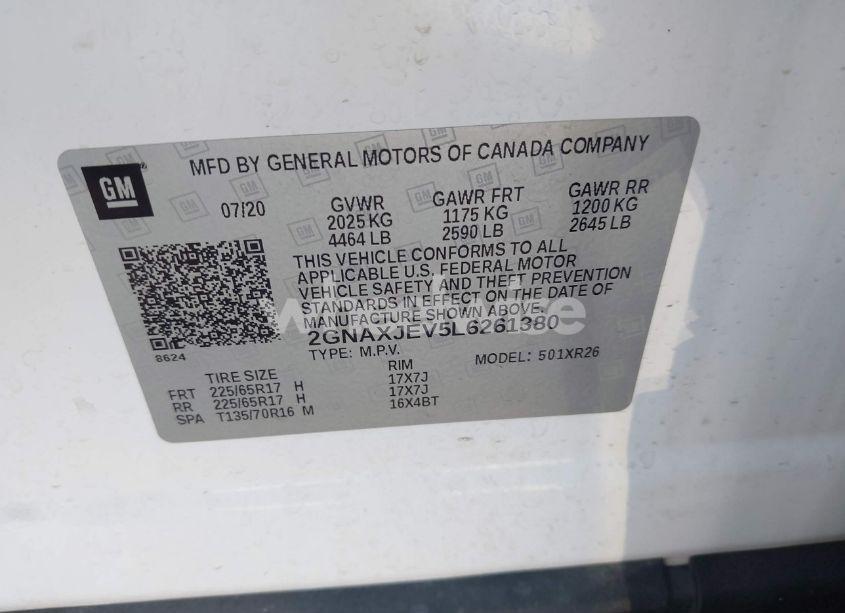 MFD BY GENERAL MOTORS OF CANADA COMPANY
GM
07/20 GVWR GAWR FRT GAWR RR
2025 KG 1175 KG 1200 KG
4464 LB 2590 LB 2645 LB
THIS VEHICLE CONFORMS TO ALL
APPLICABLE U.S. FEDERAL MOTOR
VEHICLE SAFETY AND THEFT PREVENTION
STANDARDS IN EFFECT ON THE DATE OF
MANUFACTURE SHOWN ABOVE.
2GNAXJEV5L6261380
8624
TYPE: M.P.V. MODEL: 501XR26
TIRE SIZE RIM
FRT 225/65R17 H 17X7J
RR 225/65R17 H 17X7J
SPA T135/70R16 M 16X4BT